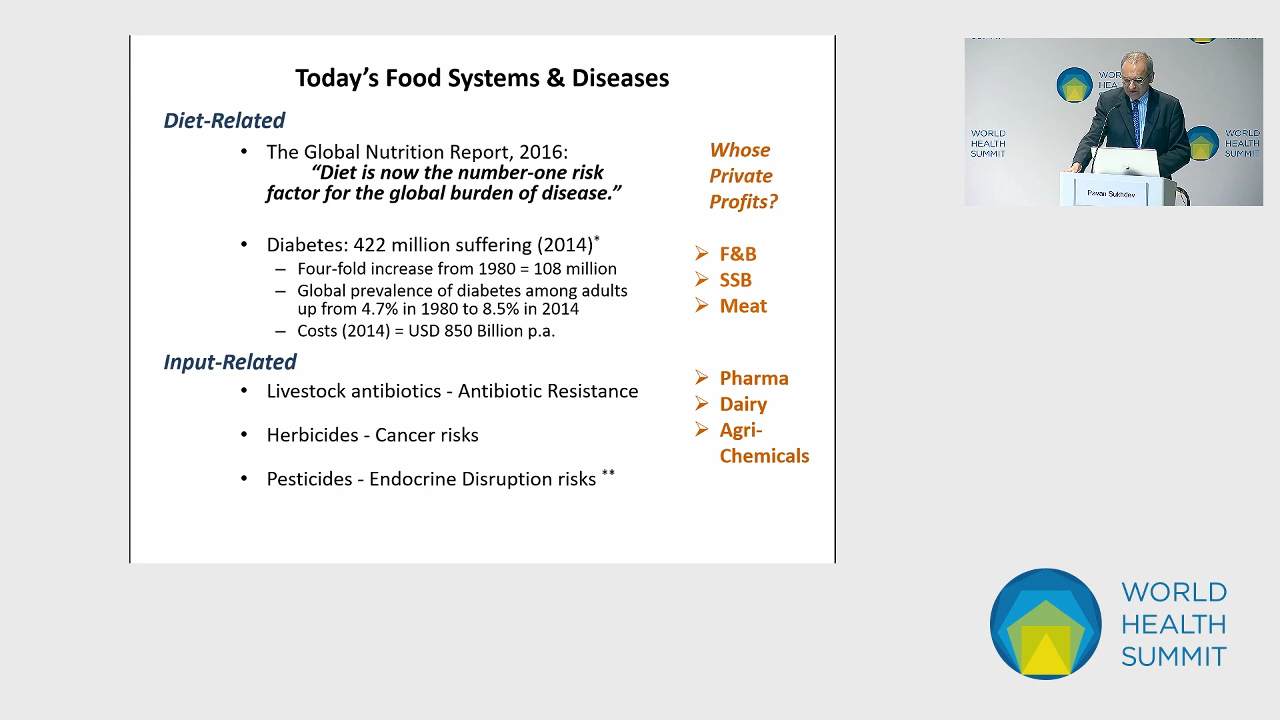 Today's Food Systems & Diseases
Diet-Related
• The Global Nutrition Report, 2016:
"Diet is now the number-one risk
factor for the global burden of disease."
• Diabetes: 422 million suffering (2014)*
– Four-fold increase from 1980 = 108 million
– Global prevalence of diabetes among adults
up from 4.7% in 1980 to 8.5% in 2014
– Costs (2014) = USD 850 Billion p.a.
Input-Related
• Livestock antibiotics - Antibiotic Resistance
• Herbicides - Cancer risks
• Pesticides - Endocrine Disruption risks **
Whose
Private
Profits?
➢ F&B
➢ SSB
➢ Meat
➢ Pharma
➢ Dairy
➢ Agri-
Chemicals
WORLD
HEALTH
SUMMIT
Pavan Sukhdev
WORLD
HEALTH
SUMMIT